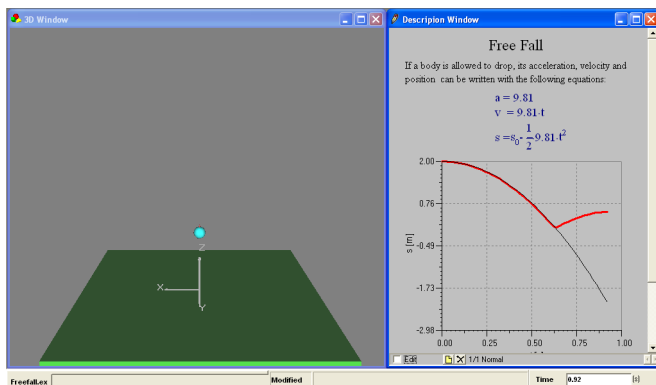 3D Window
Z
X
Y
Descripion Window
Free Fall
If a body is allowed to drop, its acceleration, velocity and
position can be written with the following equations:
a = 9.81
v = 9.81·t
s = s₀- 1/2 9.81·t²
2.00
0.76
-0.49
-1.73
-2.98
s [m]
0.00 0.25 0.50 0.75 1.00
Edit 1/1 Normal
Freefall.ex Modified Time 0.92 [s]